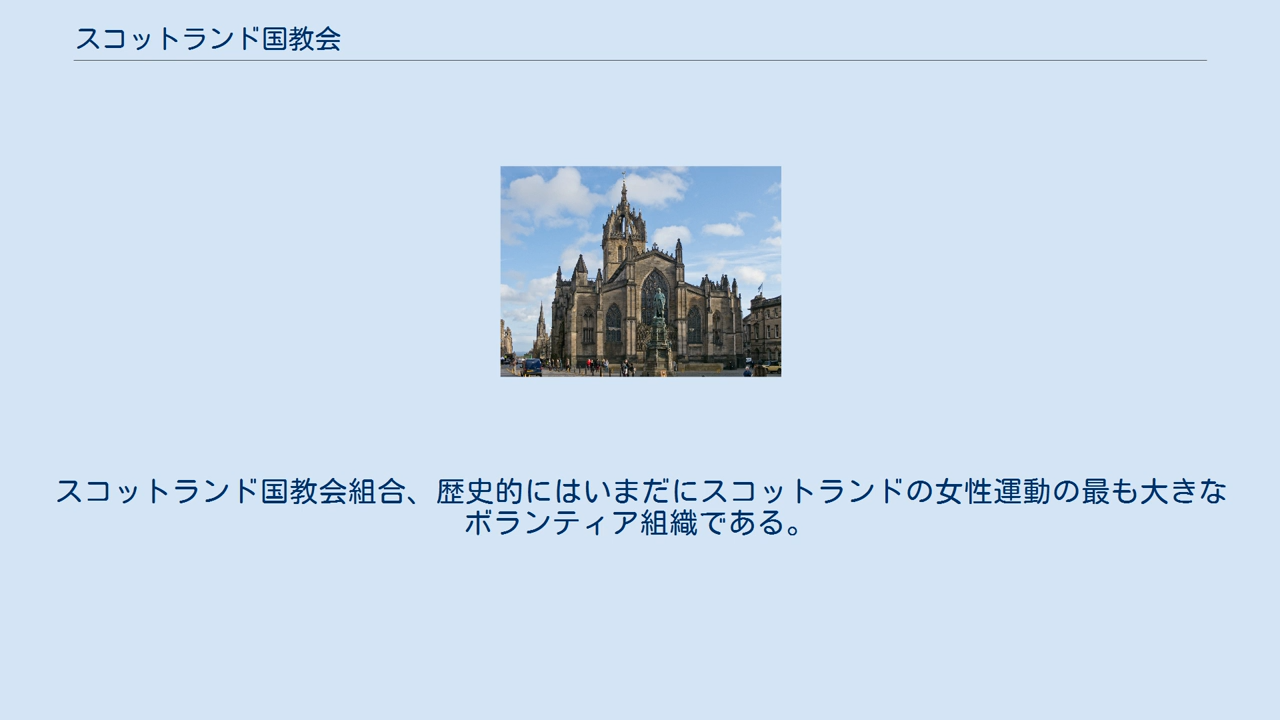 スコットランド国教会
スコットランド国教会組合、歴史的にはいまだにスコットランドの女性運動の最も大きな
ボランティア組織である。